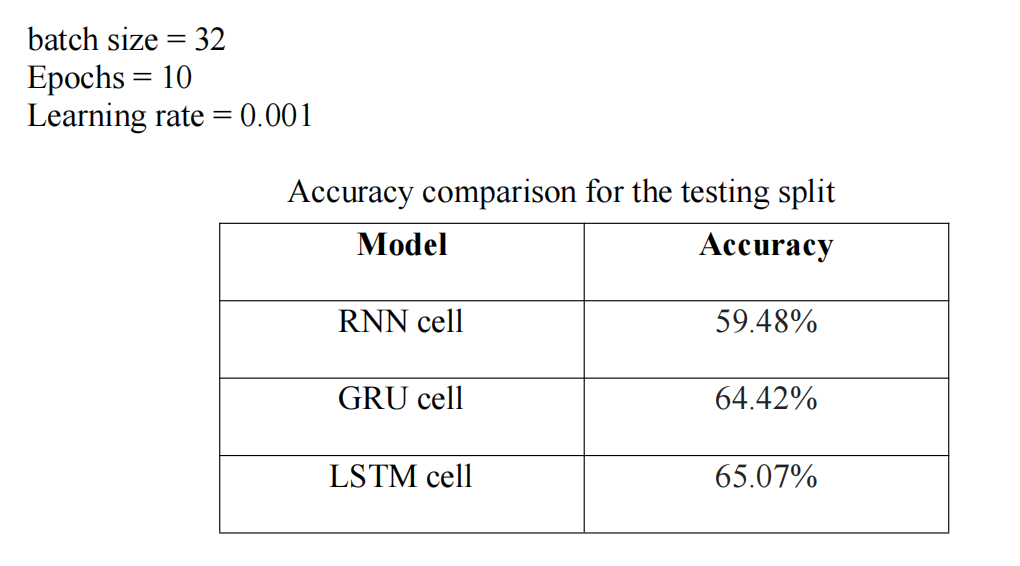 batch size = 32
Epochs = 10
Learning rate = 0.001
Accuracy comparison for the testing split
Model Accuracy
RNN cell 59.48%
GRU cell 64.42%
LSTM cell 65.07%